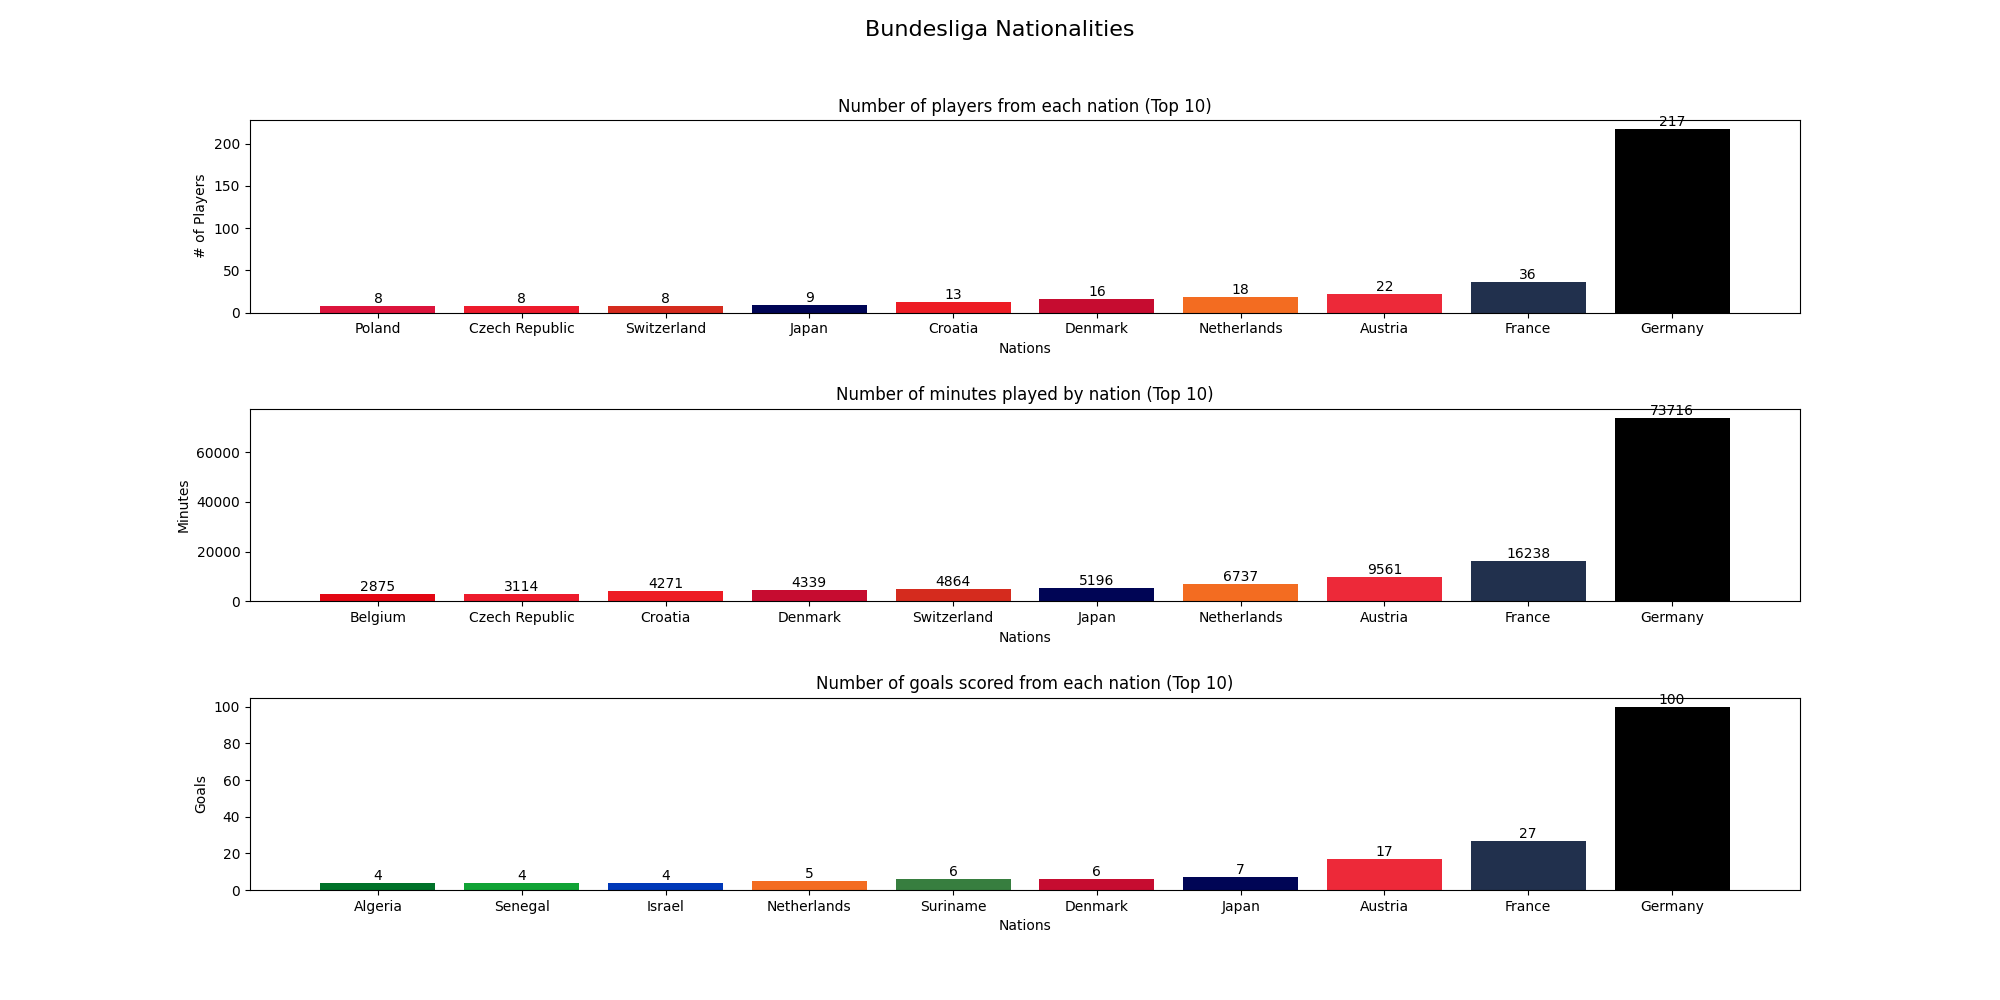 Bundesliga Nationalities
Number of players from each nation (Top 10)
# of Players
200
150
100
50
0
8 8 8 9 13 16 18 22 36 217
Poland Czech Republic Switzerland Japan Croatia Denmark Netherlands Austria France Germany
Nations
Number of minutes played by nation (Top 10)
Minutes
60000
40000
20000
0
2875 3114 4271 4339 4864 5196 6737 9561 16238 73716
Belgium Czech Republic Croatia Denmark Switzerland Japan Netherlands Austria France Germany
Nations
Number of goals scored from each nation (Top 10)
Goals
100
80
60
40
20
0
4 4 4 5 6 6 7 17 27 100
Algeria Senegal Israel Netherlands Suriname Denmark Japan Austria France Germany
Nations